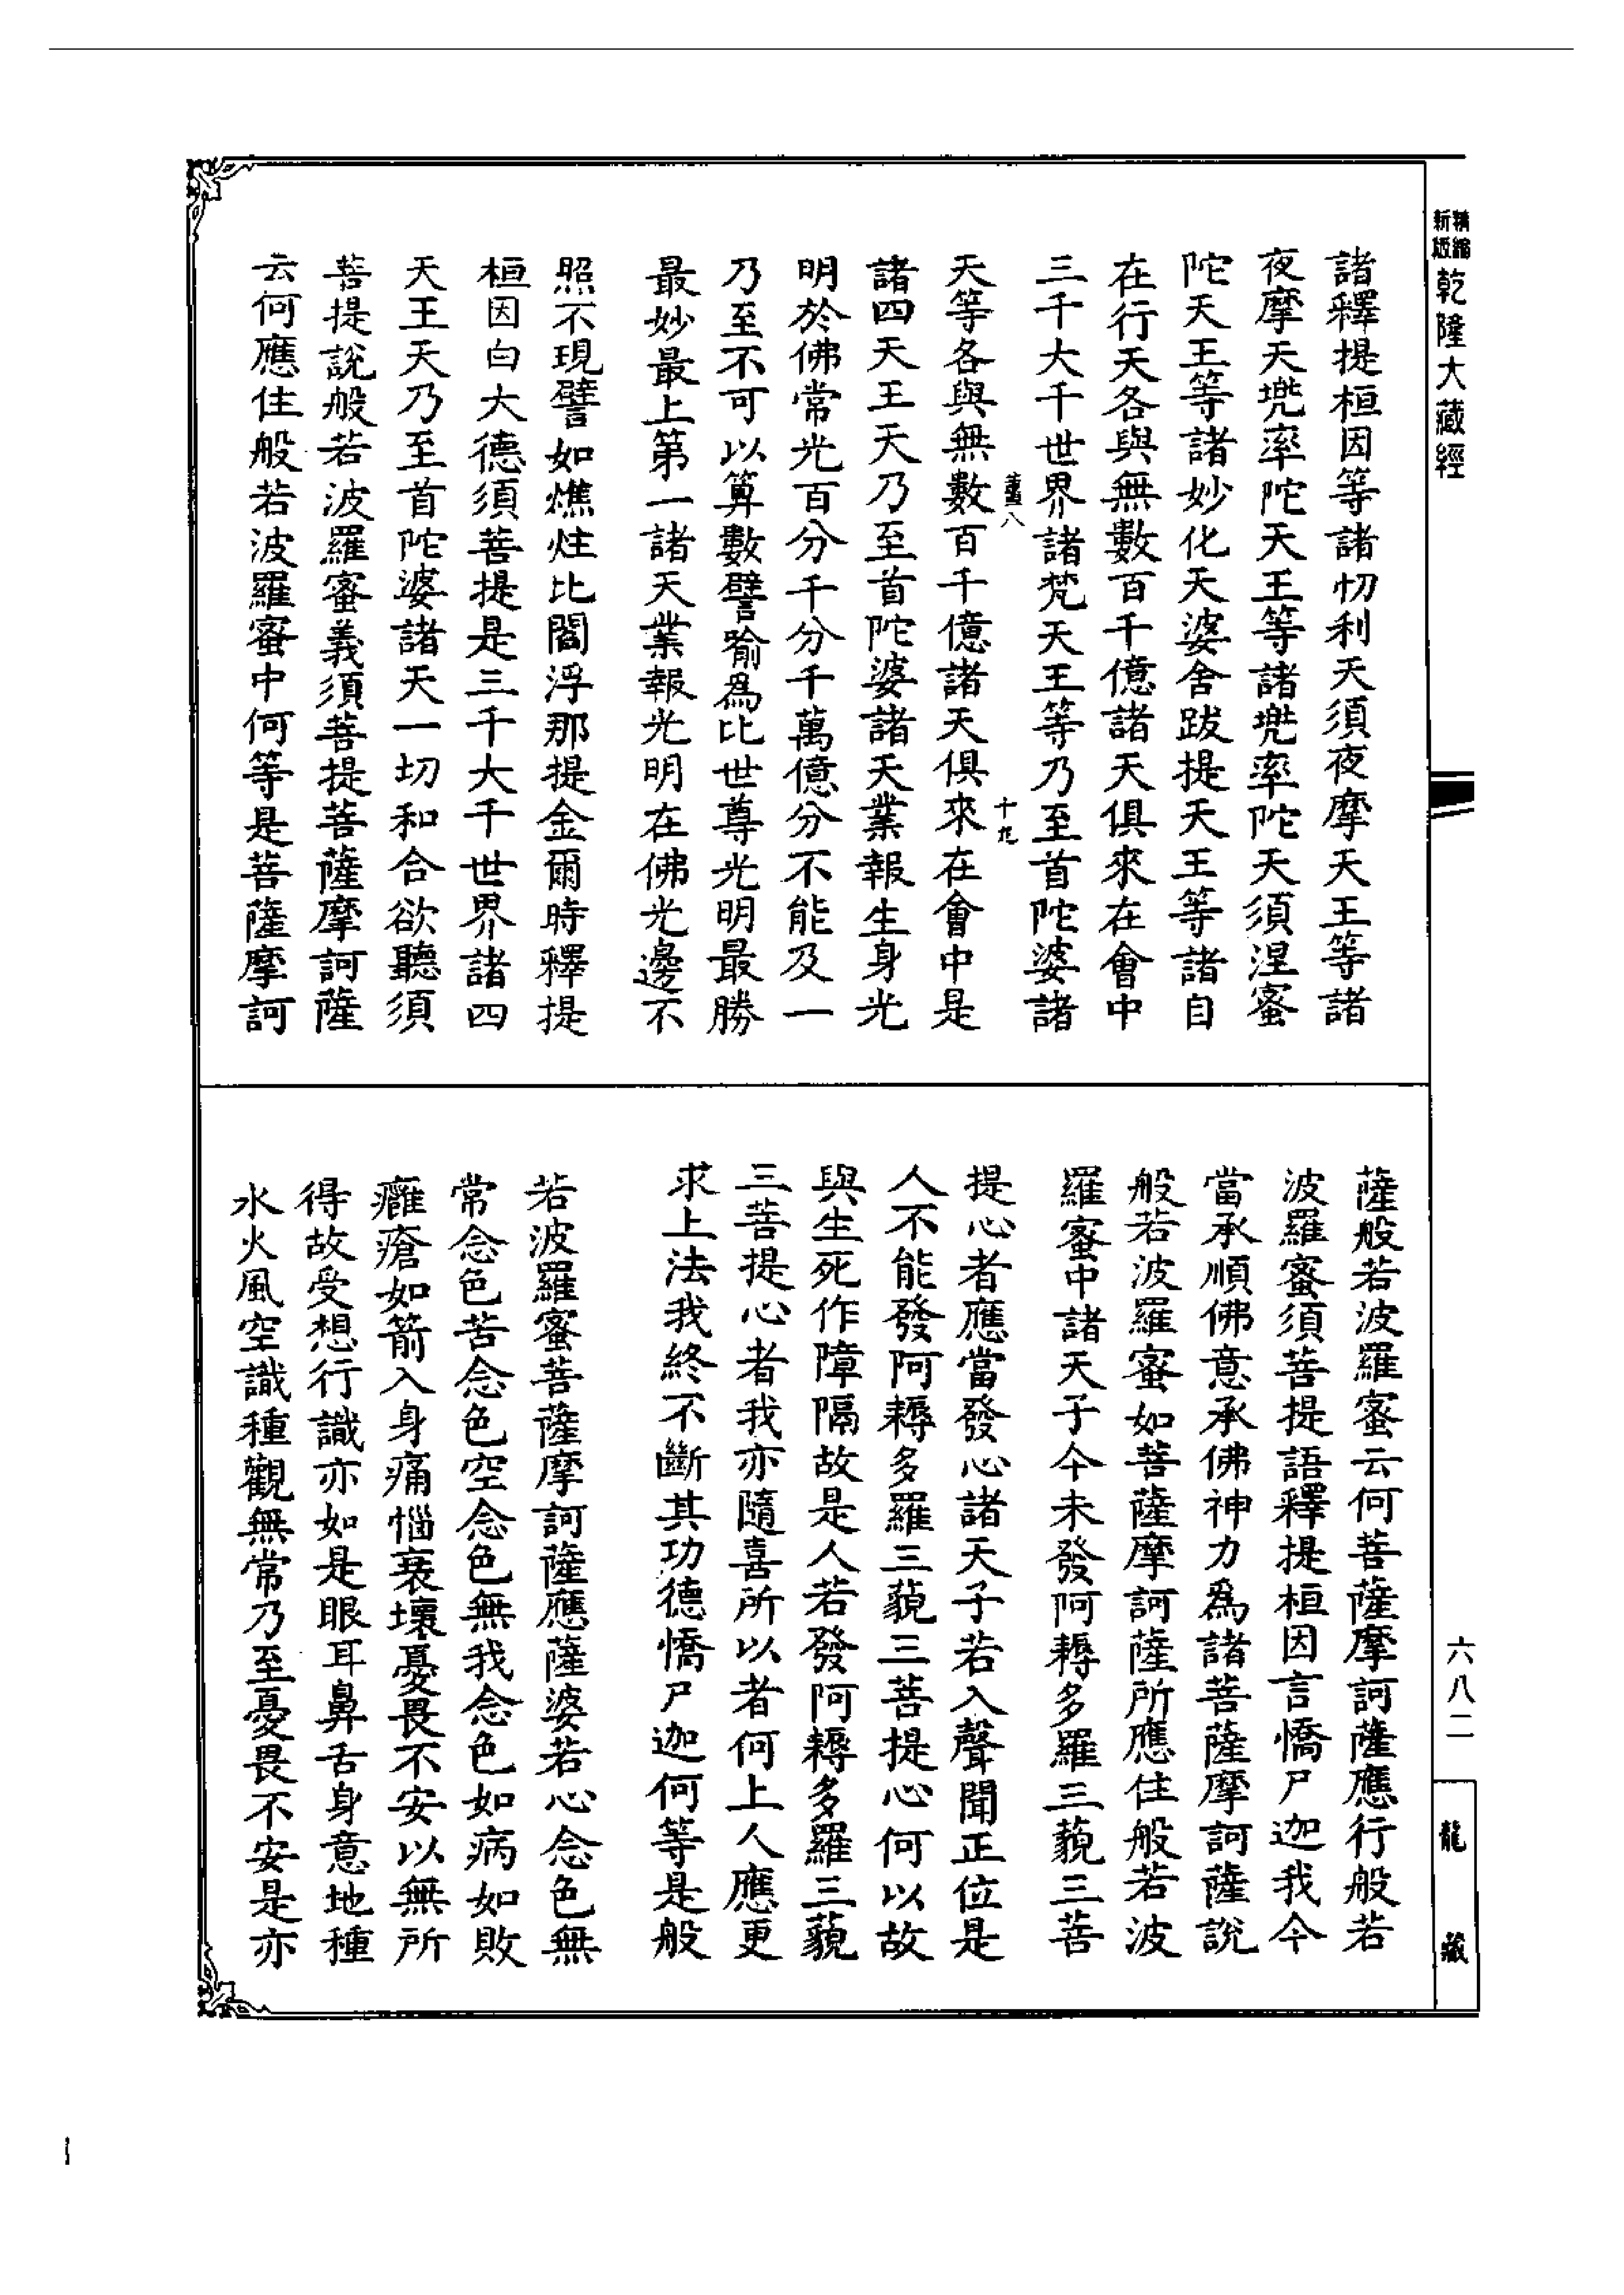 精縮新版乾隆大藏經
諸釋提桓因等諸忉利天須夜摩天王等諸
夜摩天兠率陀天王等諸兠率陀天須涅蜜
陀天王等諸妙化天婆舍跋提天王等諸自
在行天各與無數百千億諸天俱來在會中
三千大千世界諸梵天王等乃至首陀婆諸
八
十九
天等各與無數百千億諸天俱來在會中是
諸四天王天乃至首陀婆諸天業報生身光
明於佛常光百分千分千萬億分不能及一
乃至不可以算數譬喻爲比世尊光明最勝
最妙最上第一諸天業報光明在佛光邊不
照不現譬如燋炷比閻浮那提金爾時釋提
桓因白大德須菩提是三千大千世界諸四
天王天乃至首陀婆諸天一切和合欲聽須
菩提說般若波羅蜜義須菩提菩薩摩訶薩
云何應住般若波羅蜜中何等是菩薩摩訶
薩般若波羅蜜云何菩薩摩訶薩應行般若
波羅蜜須菩提語釋提桓因言憍尸迦我今
當承順佛意承佛神力爲諸菩薩摩訶薩說
般若波羅蜜如菩薩摩訶薩所應住般若波
羅蜜中諸天子今未發阿耨多羅三藐三菩
提心者應當發心諸天子若入聲聞正位是
人不能發阿耨多羅三藐三菩提心何以故
與生死作障隔故是人若發阿耨多羅三藐
三菩提心者我亦隨喜所以者何上人應更
求上法我終不斷其功德憍尸迦何等是般
若波羅蜜菩薩摩訶薩應薩婆若心念色無
常念色苦念色空念色無我念色如病如敗
癰瘡如箭入身痛惱衰壞憂畏不安以無所
得故受想行識亦如是眼耳鼻舌身意地種
水火風空識種觀無常乃至憂畏不安是亦
六八二
龍藏